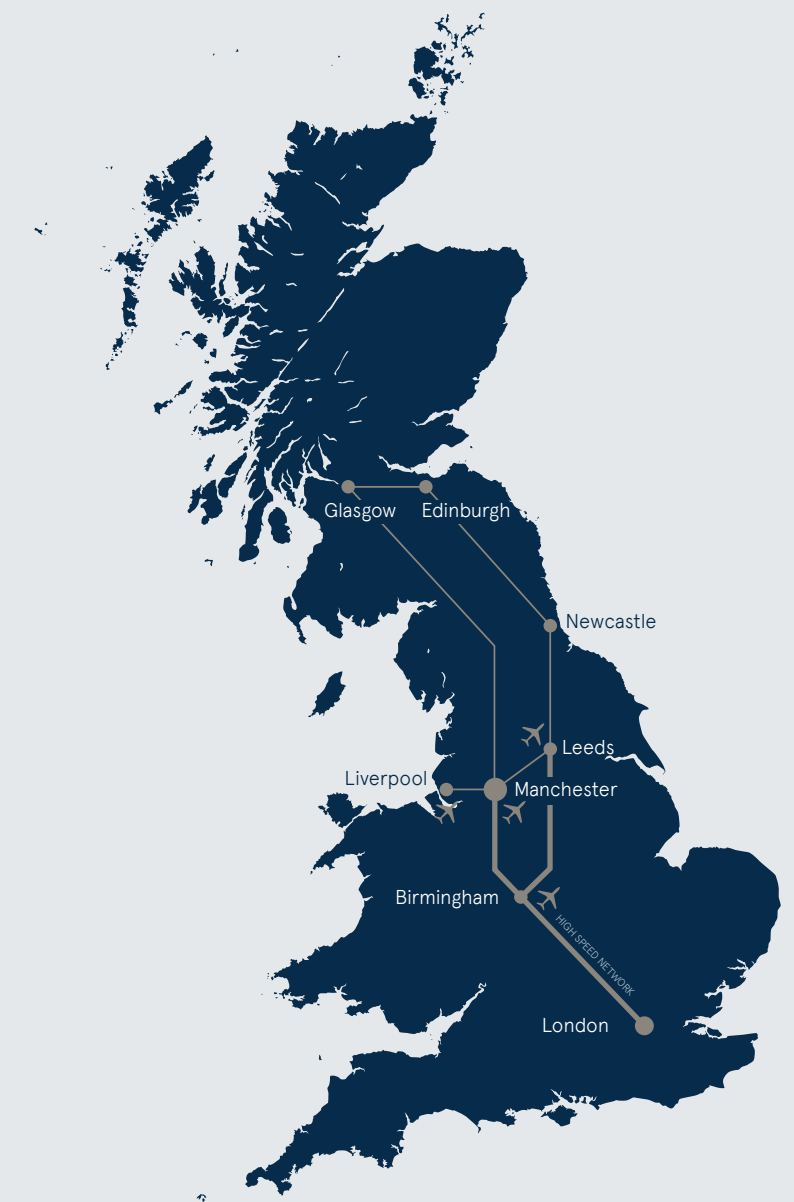 Glasgow
Edinburgh
Newcastle
Leeds
Liverpool
Manchester
Birmingham
HIGH SPEED NETWORK
London